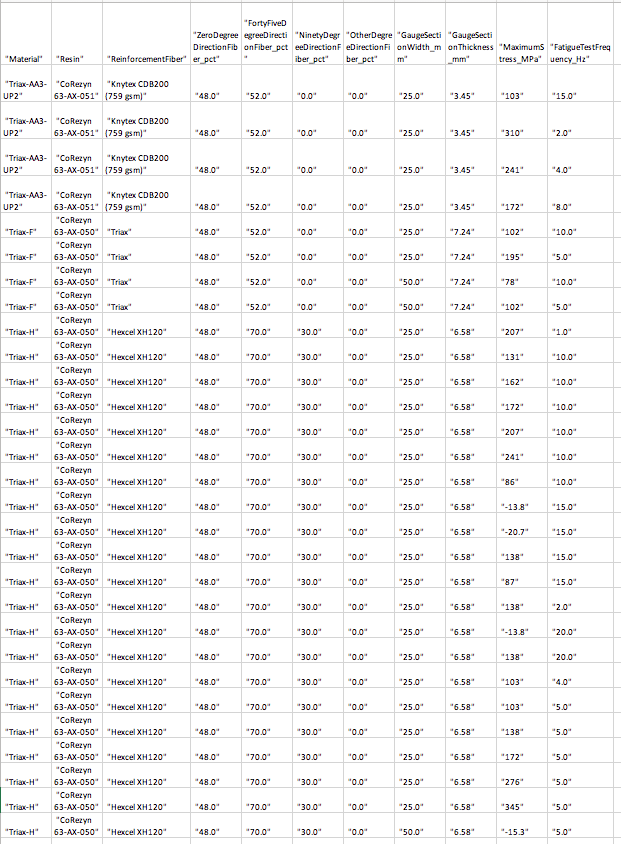 "FortyFiveD
"ZeroDegree egreeDirecti "NinetyDegr "OtherDegre "GaugeSecti "GaugeSecti
DirectionFib onFiber_pct eeDirectionF eDirectionFi onWidth_m onThickness "MaximumS "FatigueTestFreq
"Material" "Resin" "ReinforcementFiber" er_pct" " iber_pct" ber_pct" m" _mm" tress_MPa" uency_Hz"
"Triax-AA3- "CoRezyn "Knytex CDB200
UP2" 63-AX-051" (759 gsm)" "48.0" "52.0" "0.0" "0.0" "25.0" "3.45" "103" "15.0"
"Triax-AA3- "CoRezyn "Knytex CDB200
UP2" 63-AX-051" (759 gsm)" "48.0" "52.0" "0.0" "0.0" "25.0" "3.45" "310" "2.0"
"Triax-AA3- "CoRezyn "Knytex CDB200
UP2" 63-AX-051" (759 gsm)" "48.0" "52.0" "0.0" "0.0" "25.0" "3.45" "241" "4.0"
"Triax-AA3- "CoRezyn "Knytex CDB200
UP2" 63-AX-051" (759 gsm)" "48.0" "52.0" "0.0" "0.0" "25.0" "3.45" "172" "8.0"
"CoRezyn
"Triax-F" 63-AX-050" "Triax" "48.0" "52.0" "0.0" "0.0" "25.0" "7.24" "102" "10.0"
"CoRezyn
"Triax-F" 63-AX-050" "Triax" "48.0" "52.0" "0.0" "0.0" "25.0" "7.24" "195" "5.0"
"CoRezyn
"Triax-F" 63-AX-050" "Triax" "48.0" "52.0" "0.0" "0.0" "50.0" "7.24" "78" "10.0"
"CoRezyn
"Triax-F" 63-AX-050" "Triax" "48.0" "52.0" "0.0" "0.0" "50.0" "7.24" "102" "5.0"
"CoRezyn
"Triax-H" 63-AX-050" "Hexcel XH120" "48.0" "70.0" "30.0" "0.0" "25.0" "6.58" "207" "1.0"
"CoRezyn
"Triax-H" 63-AX-050" "Hexcel XH120" "48.0" "70.0" "30.0" "0.0" "25.0" "6.58" "131" "10.0"
"CoRezyn
"Triax-H" 63-AX-050" "Hexcel XH120" "48.0" "70.0" "30.0" "0.0" "25.0" "6.58" "162" "10.0"
"CoRezyn
"Triax-H" 63-AX-050" "Hexcel XH120" "48.0" "70.0" "30.0" "0.0" "25.0" "6.58" "172" "10.0"
"CoRezyn
"Triax-H" 63-AX-050" "Hexcel XH120" "48.0" "70.0" "30.0" "0.0" "25.0" "6.58" "207" "10.0"
"CoRezyn
"Triax-H" 63-AX-050" "Hexcel XH120" "48.0" "70.0" "30.0" "0.0" "25.0" "6.58" "241" "10.0"
"CoRezyn
"Triax-H" 63-AX-050" "Hexcel XH120" "48.0" "70.0" "30.0" "0.0" "25.0" "6.58" "86" "10.0"
"CoRezyn
"Triax-H" 63-AX-050" "Hexcel XH120" "48.0" "70.0" "30.0" "0.0" "25.0" "6.58" "-13.8" "15.0"
"CoRezyn
"Triax-H" 63-AX-050" "Hexcel XH120" "48.0" "70.0" "30.0" "0.0" "25.0" "6.58" "-20.7" "15.0"
"CoRezyn
"Triax-H" 63-AX-050" "Hexcel XH120" "48.0" "70.0" "30.0" "0.0" "25.0" "6.58" "138" "15.0"
"CoRezyn
"Triax-H" 63-AX-050" "Hexcel XH120" "48.0" "70.0" "30.0" "0.0" "25.0" "6.58" "87" "15.0"
"CoRezyn
"Triax-H" 63-AX-050" "Hexcel XH120" "48.0" "70.0" "30.0" "0.0" "25.0" "6.58" "138" "2.0"
"CoRezyn
"Triax-H" 63-AX-050" "Hexcel XH120" "48.0" "70.0" "30.0" "0.0" "25.0" "6.58" "-13.8" "20.0"
"CoRezyn
"Triax-H" 63-AX-050" "Hexcel XH120" "48.0" "70.0" "30.0" "0.0" "25.0" "6.58" "138" "20.0"
"CoRezyn
"Triax-H" 63-AX-050" "Hexcel XH120" "48.0" "70.0" "30.0" "0.0" "25.0" "6.58" "103" "4.0"
"CoRezyn
"Triax-H" 63-AX-050" "Hexcel XH120" "48.0" "70.0" "30.0" "0.0" "25.0" "6.58" "103" "5.0"
"CoRezyn
"Triax-H" 63-AX-050" "Hexcel XH120" "48.0" "70.0" "30.0" "0.0" "25.0" "6.58" "138" "5.0"
"CoRezyn
"Triax-H" 63-AX-050" "Hexcel XH120" "48.0" "70.0" "30.0" "0.0" "25.0" "6.58" "172" "5.0"
"CoRezyn
"Triax-H" 63-AX-050" "Hexcel XH120" "48.0" "70.0" "30.0" "0.0" "25.0" "6.58" "276" "5.0"
"CoRezyn
"Triax-H" 63-AX-050" "Hexcel XH120" "48.0" "70.0" "30.0" "0.0" "25.0" "6.58" "345" "5.0"
"CoRezyn
"Triax-H" 63-AX-050" "Hexcel XH120" "48.0" "70.0" "30.0" "0.0" "50.0" "6.58" "-15.3" "5.0"